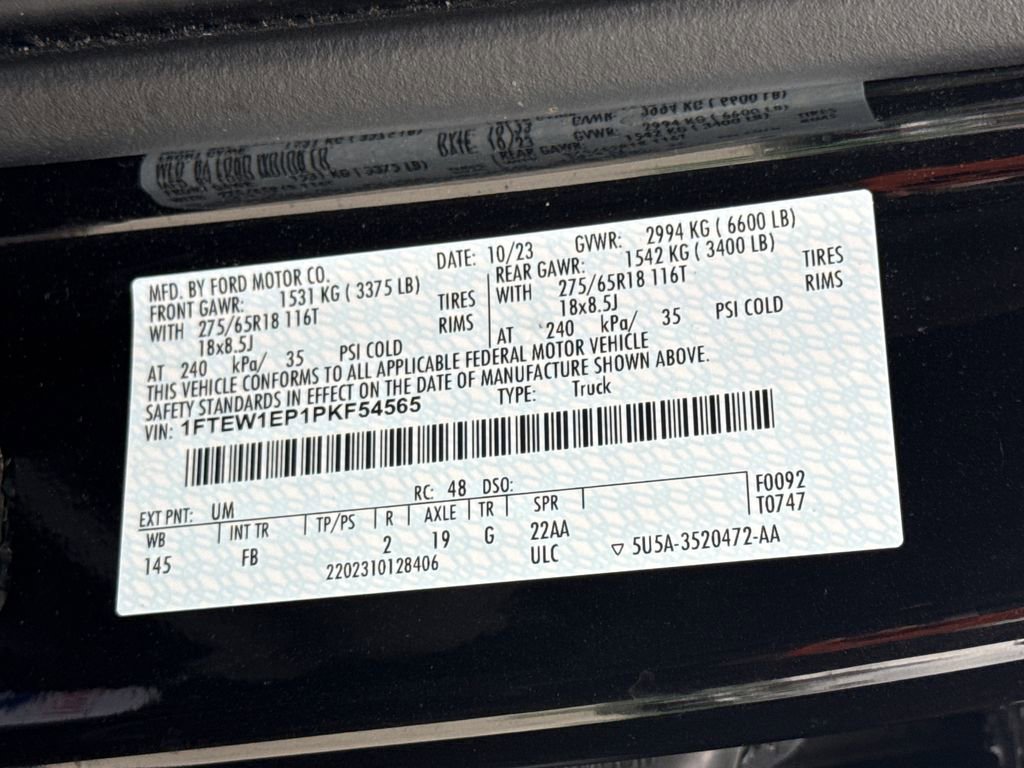 MFD. BY FORD MOTOR CO. DATE: 10/23 GVWR: 2994 KG ( 6600 LB)
FRONT GAWR: 1531 KG ( 3375 LB) REAR GAWR: 1542 KG ( 3400 LB)
WITH 275/65R18 116T TIRES WITH 275/65R18 116T TIRES
18x8.5J RIMS 18x8.5J RIMS
AT 240 kPa/ 35 PSI COLD AT 240 kPa/ 35 PSI COLD
THIS VEHICLE CONFORMS TO ALL APPLICABLE FEDERAL MOTOR VEHICLE
SAFETY STANDARDS IN EFFECT ON THE DATE OF MANUFACTURE SHOWN ABOVE.
VIN: 1FTEW1EP1PKF54565 TYPE: Truck
EXT PNT: UM RC: 48 DSO: F0092
WB INT TR TP/PS R AXLE TR SPR T0747
145 FB 2 19 G 22AA
2202310128406 ULC ▽ 5U5A-3520472-AA